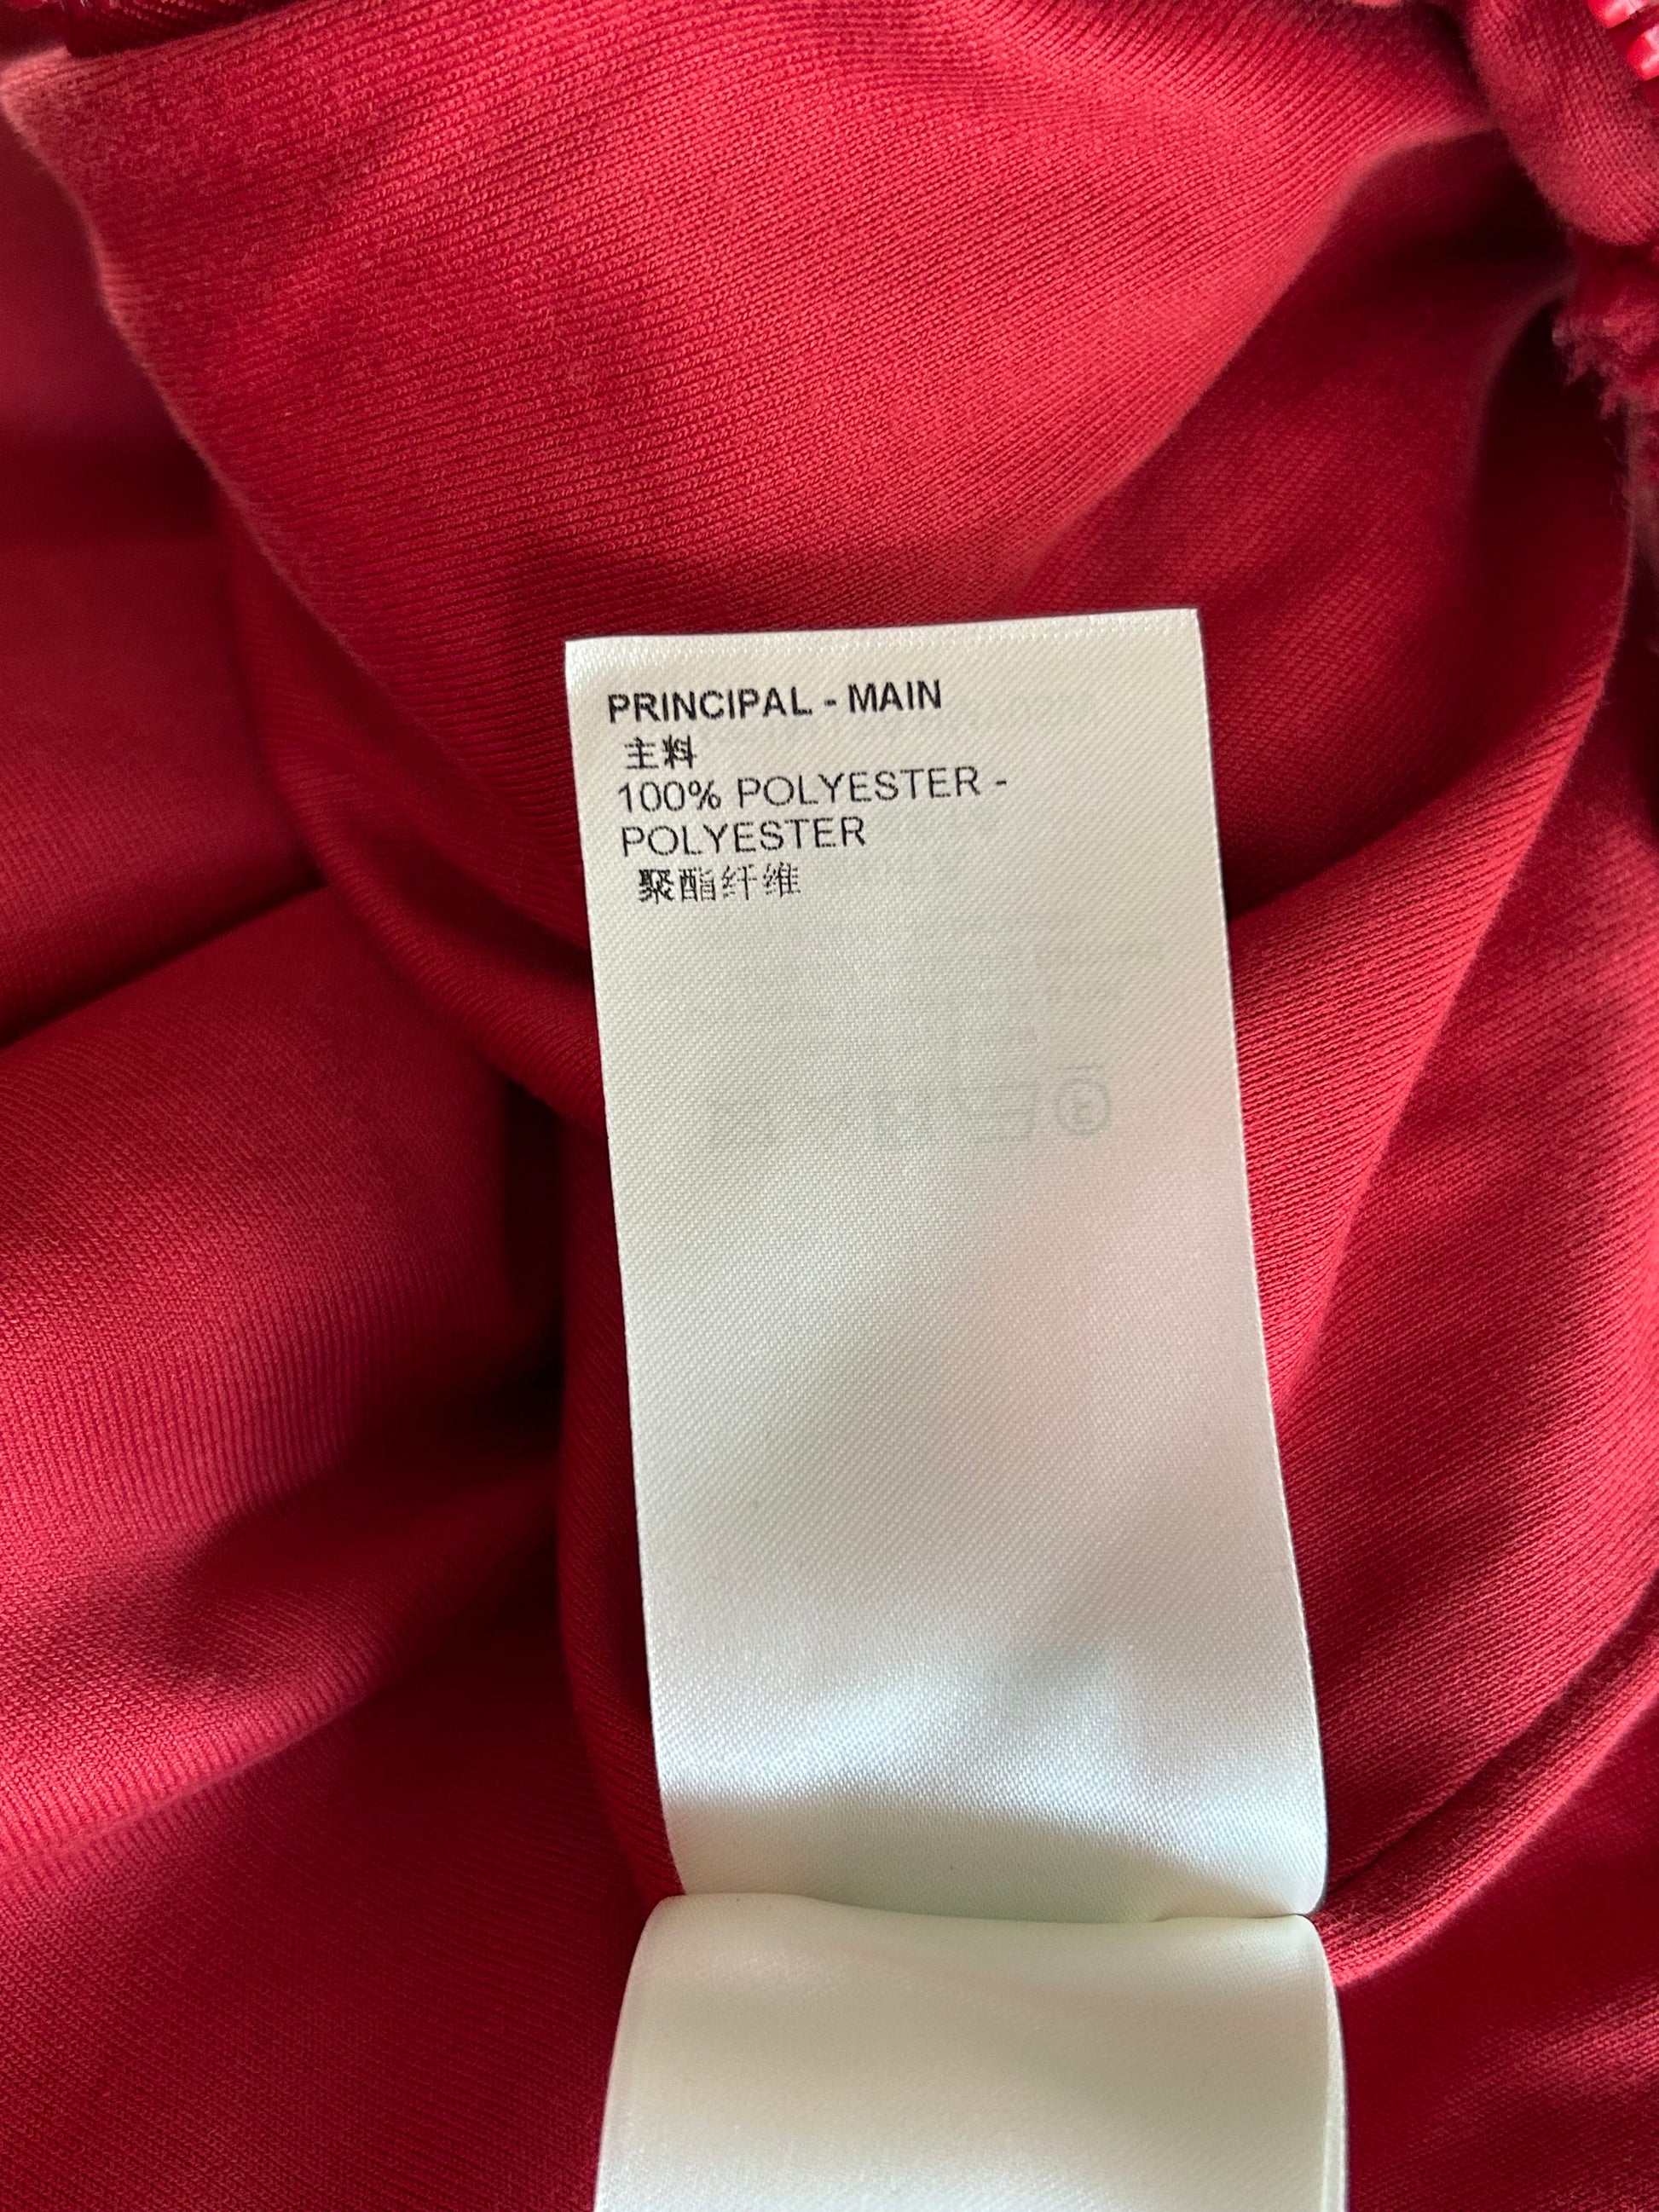 PRINCIPAL - MAIN
主料
100% POLYESTER -
POLYESTER
聚酯纤维